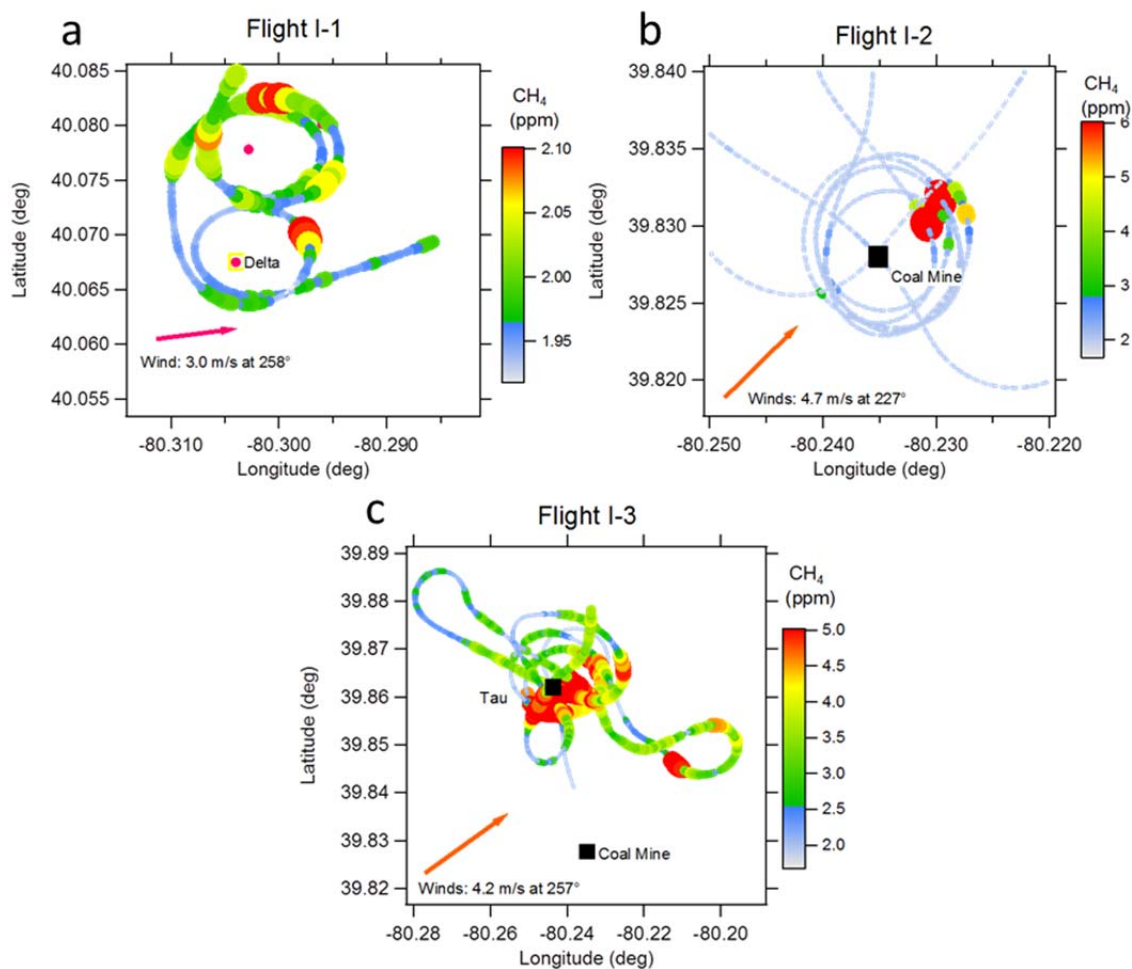 a
Flight I-1
40.085
40.080
40.075
40.070
40.065
40.060
40.055
Latitude (deg)
Delta
Wind: 3.0 m/s at 258°
-80.310
-80.300
-80.290
Longitude (deg)
CH₄
(ppm)
2.10
2.05
2.00
1.95
b
Flight I-2
39.840
39.835
39.830
39.825
39.820
Latitude (deg)
Coal Mine
Winds: 4.7 m/s at 227°
-80.250
-80.240
-80.230
-80.220
Longitude (deg)
CH₄
(ppm)
6
5
4
3
2
c
Flight I-3
39.89
39.88
39.87
39.86
39.85
39.84
39.83
39.82
Latitude (deg)
Tau
Coal Mine
Winds: 4.2 m/s at 257°
-80.28
-80.26
-80.24
-80.22
-80.20
Longitude (deg)
CH₄
(ppm)
5.0
4.5
4.0
3.5
3.0
2.5
2.0